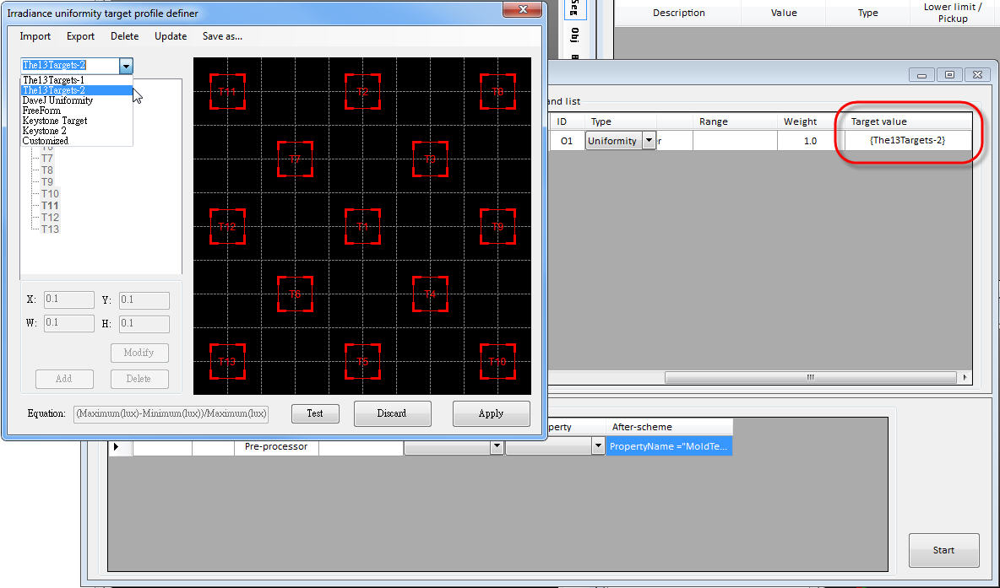 Irradiance uniformity target profile definer
Import Export Delete Update Save as...
The13Targets-2
The13Targets-1
The13Targets-2
DaveJ Uniformity
FreeForm
Keystone Target
Keystone 2
Customized
T7
T8
T9
T10
T11
T12
T13
X: 0.1 Y: 0.1
W: 0.1 H: 0.1
Modify
Add Delete
T11 T2 T8
T7 T3
T12 T1 T9
T6 T4
T13 T5 T10
Equation: (Maximum(lux)-Minimum(lux))/Maximum(lux) Test Discard Apply
Seg
Obj
Description Value Type Lower limit /
Pickup
and list
ID Type Range Weight Target value
O1 Uniformity r 1.0 {The13Targets-2}
perty After-scheme
Pre-processor PropertyName ="MoldTe...
Start